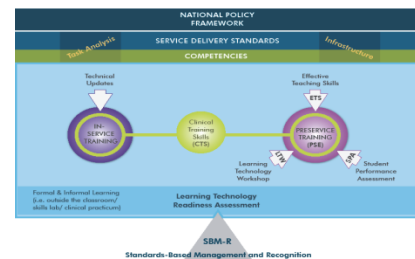 NATIONAL POLICY
FRAMEWORK
Task Analysis
SERVICE DELIVERY STANDARDS
Infrastructure
COMPETENCIES
Technical
Updates
Effective
Teaching Skills
ETS
IN-
SERVICE
TRAINING
Clinical
Training
Skills
(CTS)
PRESERVICE
TRAINING
(PSE)
LTW
SPA
Learning
Technology
Workshop
Student
Performance
Assessment
Formal & Informal Learning
(i.e. outside the classroom/
skills lab/ clinical practicum)
Learning Technology
Readiness Assessment
SBM-R
Standards-Based Management and Recognition